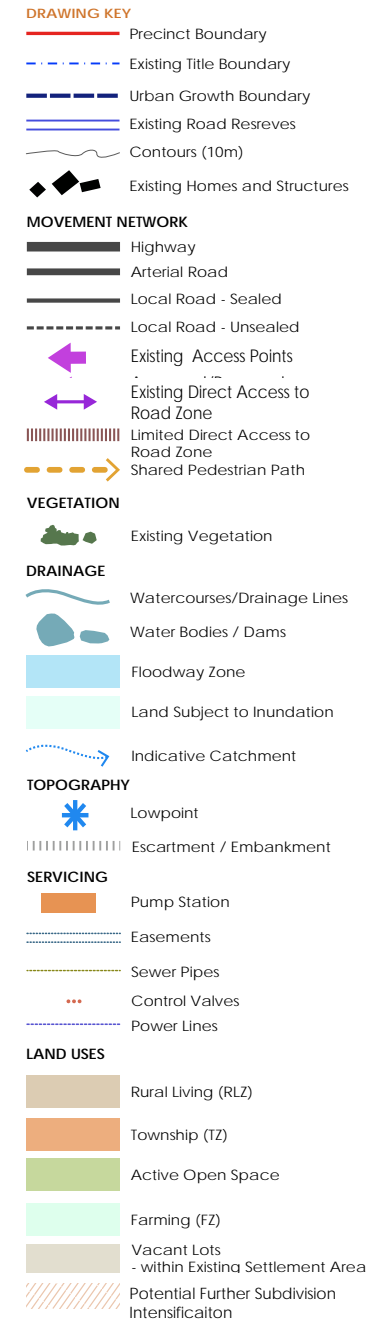 DRAWING KEY
Precinct Boundary
Existing Title Boundary
Urban Growth Boundary
Existing Road Resreves
Contours (10m)
Existing Homes and Structures
MOVEMENT NETWORK
Highway
Arterial Road
Local Road - Sealed
Local Road - Unsealed
Existing Access Points
Existing Direct Access to
Road Zone
Limited Direct Access to
Road Zone
Shared Pedestrian Path
VEGETATION
Existing Vegetation
DRAINAGE
Watercourses/Drainage Lines
Water Bodies / Dams
Floodway Zone
Land Subject to Inundation
Indicative Catchment
TOPOGRAPHY
Lowpoint
Escartment / Embankment
SERVICING
Pump Station
Easements
Sewer Pipes
Control Valves
Power Lines
LAND USES
Rural Living (RLZ)
Township (TZ)
Active Open Space
Farming (FZ)
Vacant Lots
- within Existing Settlement Area
Potential Further Subdivision
Intensificaiton